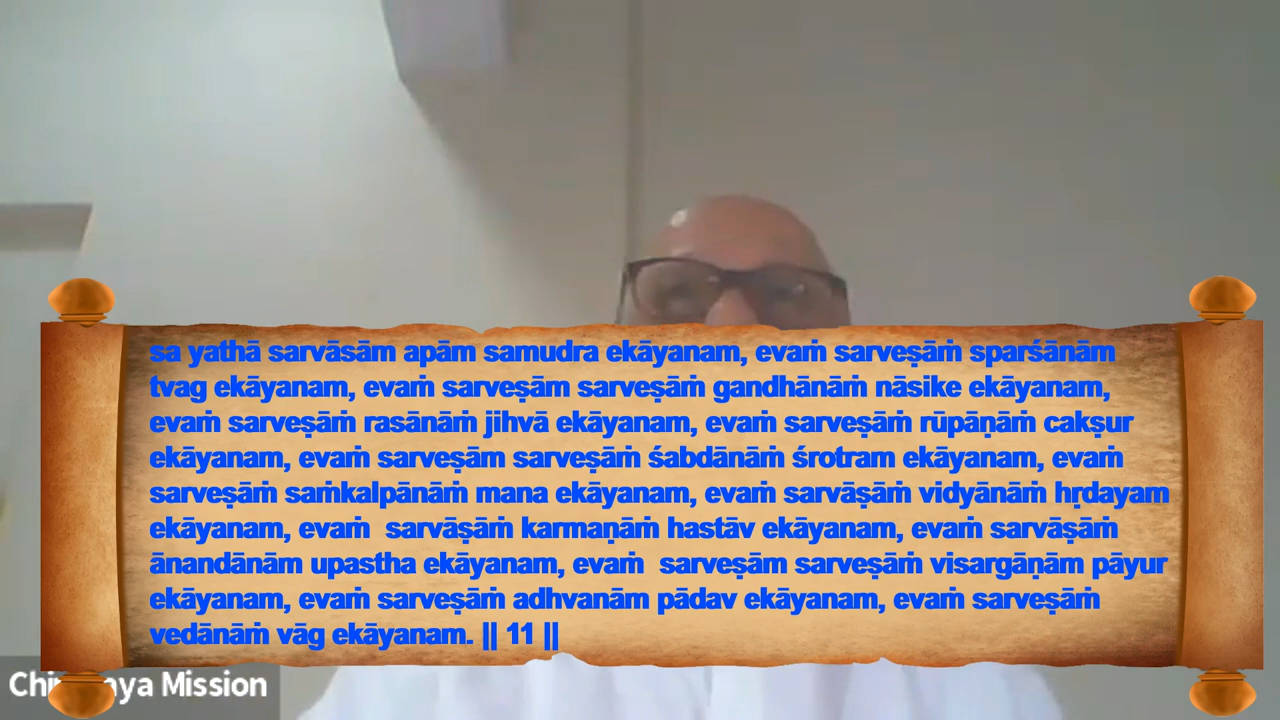 sa yathā sarvāsām apām samudra ekāyanam, evaṁ sarveṣāṁ sparśānām
tvag ekāyanam, evaṁ sarveṣām sarveṣāṁ gandhānāṁ nāsike ekāyanam,
evaṁ sarveṣāṁ rasānāṁ jihvā ekāyanam, evaṁ sarveṣāṁ rūpāṇāṁ cakṣur
ekāyanam, evaṁ sarveṣām sarveṣāṁ śabdānāṁ śrotram ekāyanam, evaṁ
sarveṣāṁ saṁkalpānāṁ mana ekāyanam, evaṁ sarvāṣāṁ vidyānāṁ hṛdayam
ekāyanam, evaṁ  sarvāṣāṁ karmaṇāṁ hastāv ekāyanam, evaṁ sarvāṣāṁ
ānandānām upastha ekāyanam, evaṁ  sarveṣām sarveṣāṁ visargāṇām pāyur
ekāyanam, evaṁ sarveṣāṁ adhvanām pādav ekāyanam, evaṁ sarveṣāṁ
vedānāṁ vāg ekāyanam. || 11 ||
Mission